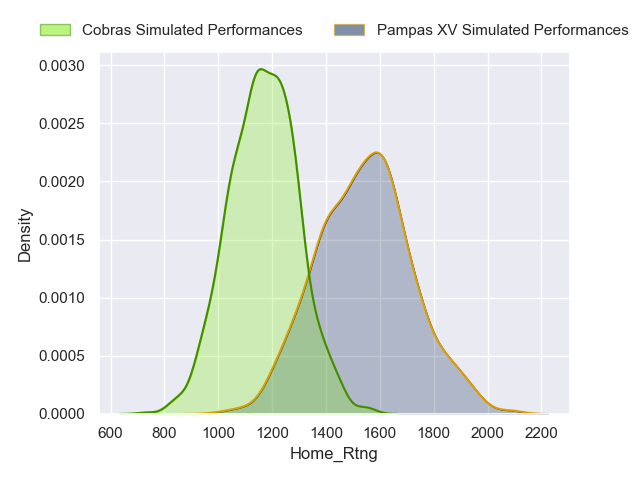 Cobras Simulated Performances Pampas XV Simulated Performances
0.0030
0.0025
0.0020
0.0015
0.0010
0.0005
0.0000
Density
600 800 1000 1200 1400 1600 1800 2000 2200
Home_Rtng